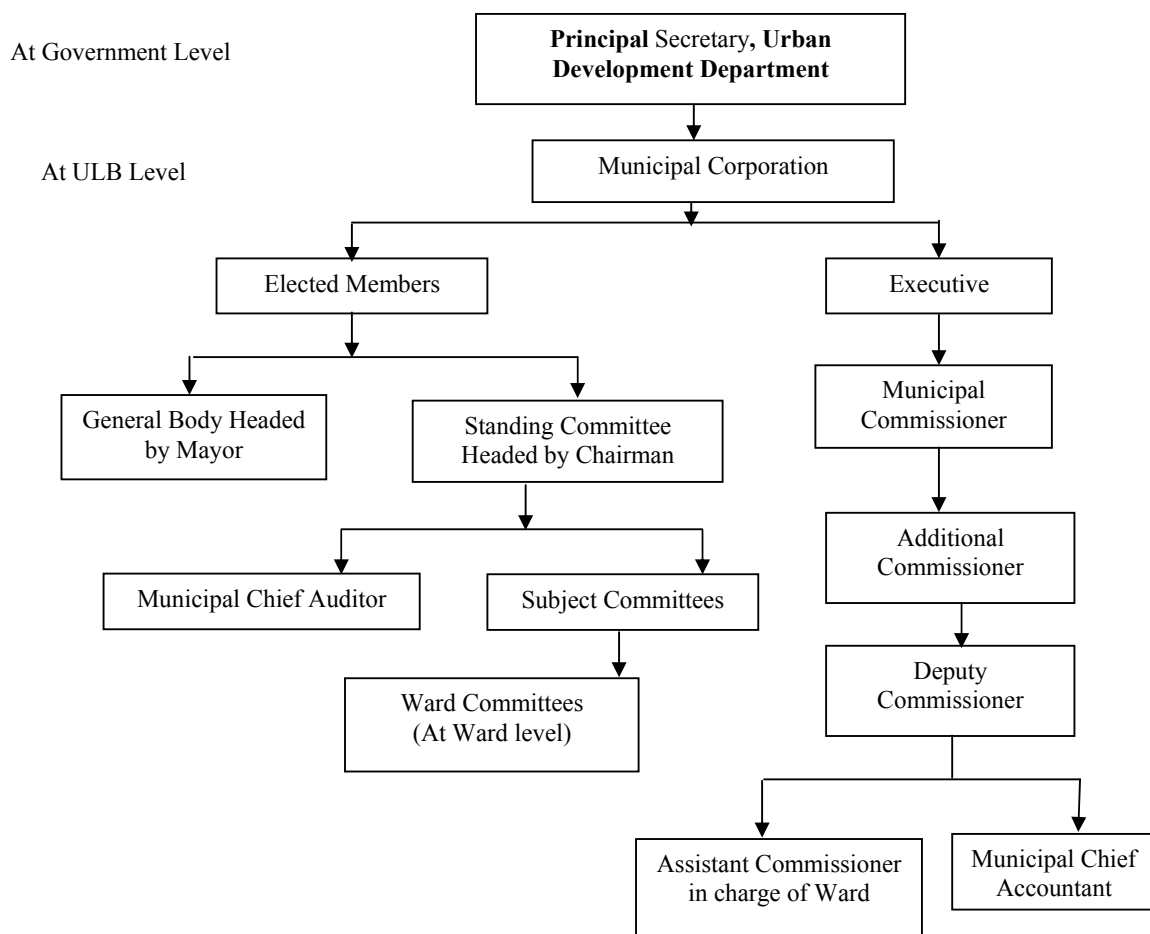 At Government Level
Principal Secretary, Urban
Development Department
At ULB Level
Municipal Corporation
Elected Members
Executive
General Body Headed
by Mayor
Standing Committee
Headed by Chairman
Municipal
Commissioner
Additional
Commissioner
Municipal Chief Auditor
Subject Committees
Deputy
Commissioner
Ward Committees
(At Ward level)
Assistant Commissioner
in charge of Ward
Municipal Chief
Accountant